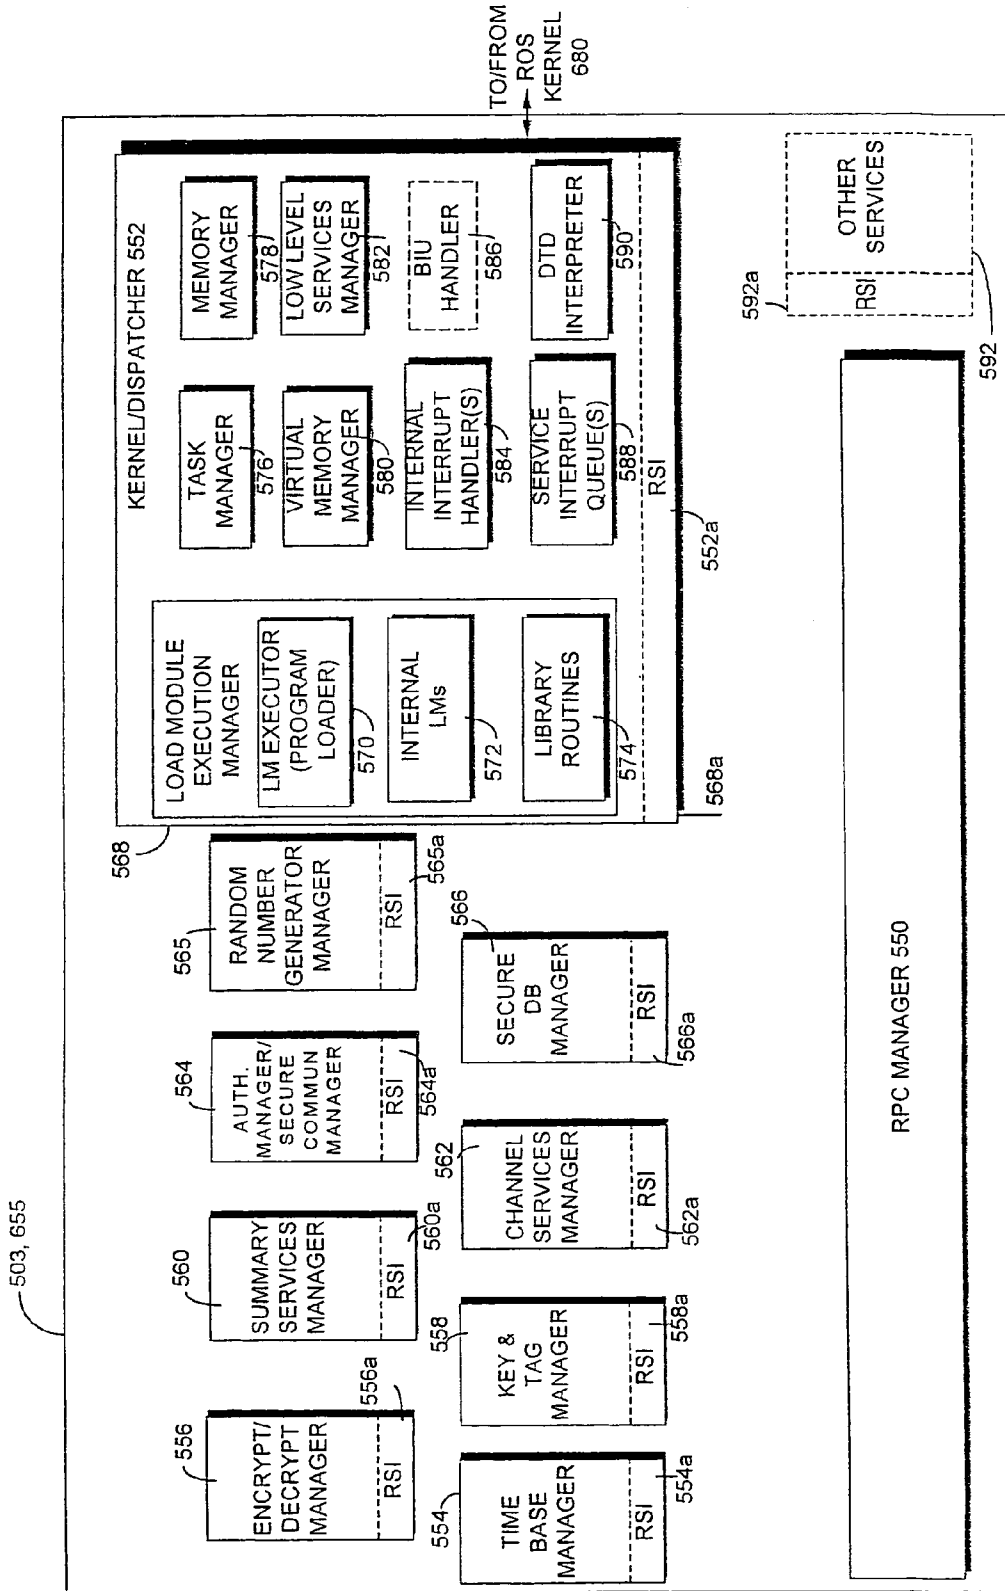 503, 655
KERNEL/DISPATCHER 552
568
LOAD MODULE
EXECUTION
MANAGER
LM EXECUTOR
(PROGRAM
LOADER)
570
INTERNAL
LMs
572
LIBRARY
ROUTINES
574
568a
TASK
MANAGER
576
MEMORY
MANAGER
578
VIRTUAL
MEMORY
MANAGER
580
LOW LEVEL
SERVICES
MANAGER
582
INTERNAL
INTERRUPT
HANDLER(S)
584
BIU
HANDLER
586
SERVICE
INTERRUPT
QUEUE(S)
588
DTD
INTERPRETER
590
RSI
552a
TO/FROM
ROS
KERNEL
680
556
ENCRYPT/
DECRYPT
MANAGER
RSI
556a
560
SUMMARY
SERVICES
MANAGER
RSI
560a
564
AUTH.
MANAGER/
SECURE
COMMUN
MANAGER
RSI
564a
565
RANDOM
NUMBER
GENERATOR
MANAGER
RSI
565a
554
TIME
BASE
MANAGER
RSI
554a
558
KEY &
TAG
MANAGER
RSI
558a
562
CHANNEL
SERVICES
MANAGER
RSI
562a
566
SECURE
DB
MANAGER
RSI
566a
RPC MANAGER 550
592a
RSI
OTHER
SERVICES
592